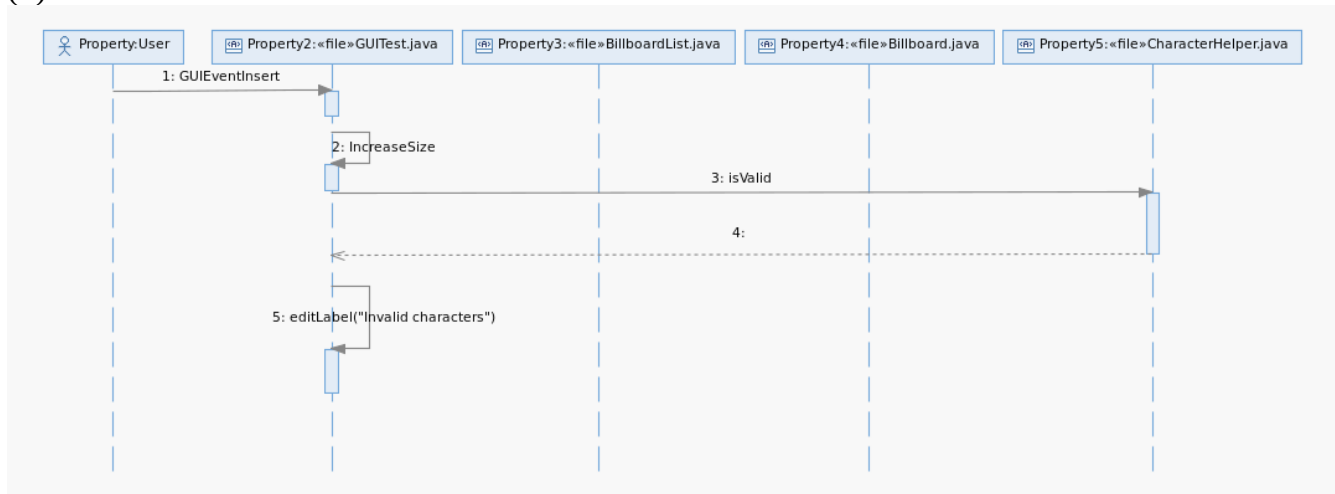 Property:User
Property2:«file»GUITest.java
Property3:«file»BillboardList.java
Property4:«file»Billboard.java
Property5:«file»CharacterHelper.java
1: GUIEventInsert
2: IncreaseSize
3: isValid
4:
5: editLabel("Invalid characters")